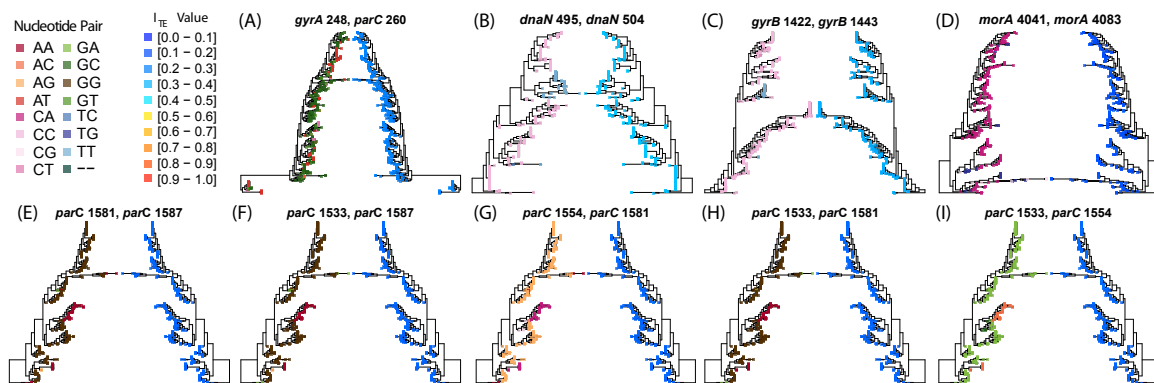 Nucleotide Pair
AA GA
AC GC
AG GG
AT GT
CA TC
CC TG
CG TT
CT --
I_TE Value
[0.0 – 0.1]
[0.1 – 0.2]
[0.2 – 0.3]
[0.3 – 0.4]
[0.4 – 0.5]
[0.5 – 0.6]
[0.6 – 0.7]
[0.7 – 0.8]
[0.8 – 0.9]
[0.9 – 1.0]
(A) gyrA 248, parC 260
(B) dnaN 495, dnaN 504
(C) gyrB 1422, gyrB 1443
(D) morA 4041, morA 4083
(E) parC 1581, parC 1587
(F) parC 1533, parC 1587
(G) parC 1554, parC 1581
(H) parC 1533, parC 1581
(I) parC 1533, parC 1554